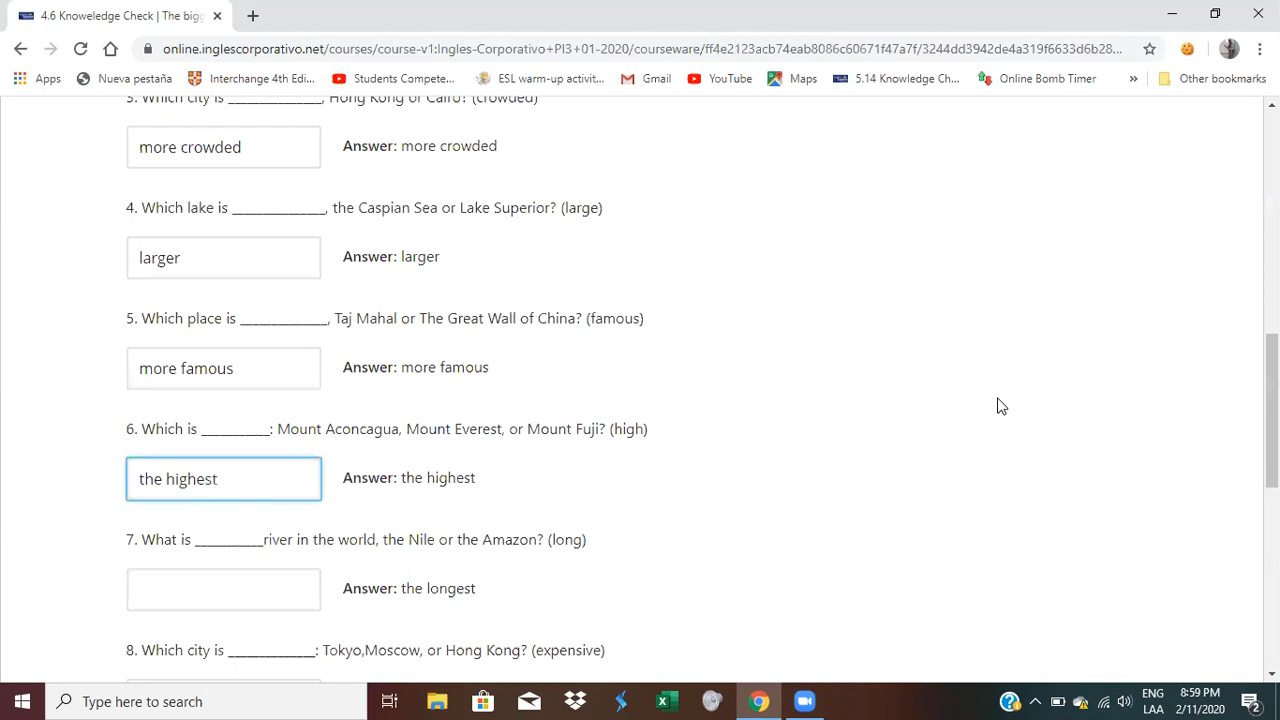 4.6 Knowledge Check | The bigg
online.inglescorporativo.net/courses/course-v1:Ingles-Corporativo+PI3+01-2020/courseware/ff4e2123acb74eab8086c60671f47a7f/3244dd3942de4a319f6633d6b28...
Apps
Nueva pestaña
Interchange 4th Edi...
Students Compete...
ESL warm-up activit...
Gmail
YouTube
Maps
5.14 Knowledge Ch...
Online Bomb Timer
»
Other bookmarks
3. Which city is ______________, Hong Kong or Cairo? (crowded)
more crowded
Answer: more crowded
4. Which lake is ______________, the Caspian Sea or Lake Superior? (large)
larger
Answer: larger
5. Which place is _____________, Taj Mahal or The Great Wall of China? (famous)
more famous
Answer: more famous
6. Which is __________: Mount Aconcagua, Mount Everest, or Mount Fuji? (high)
the highest
Answer: the highest
7. What is __________river in the world, the Nile or the Amazon? (long)
Answer: the longest
8. Which city is _____________: Tokyo,Moscow, or Hong Kong? (expensive)
Type here to search
ENG
LAA
8:59 PM
2/11/2020
2